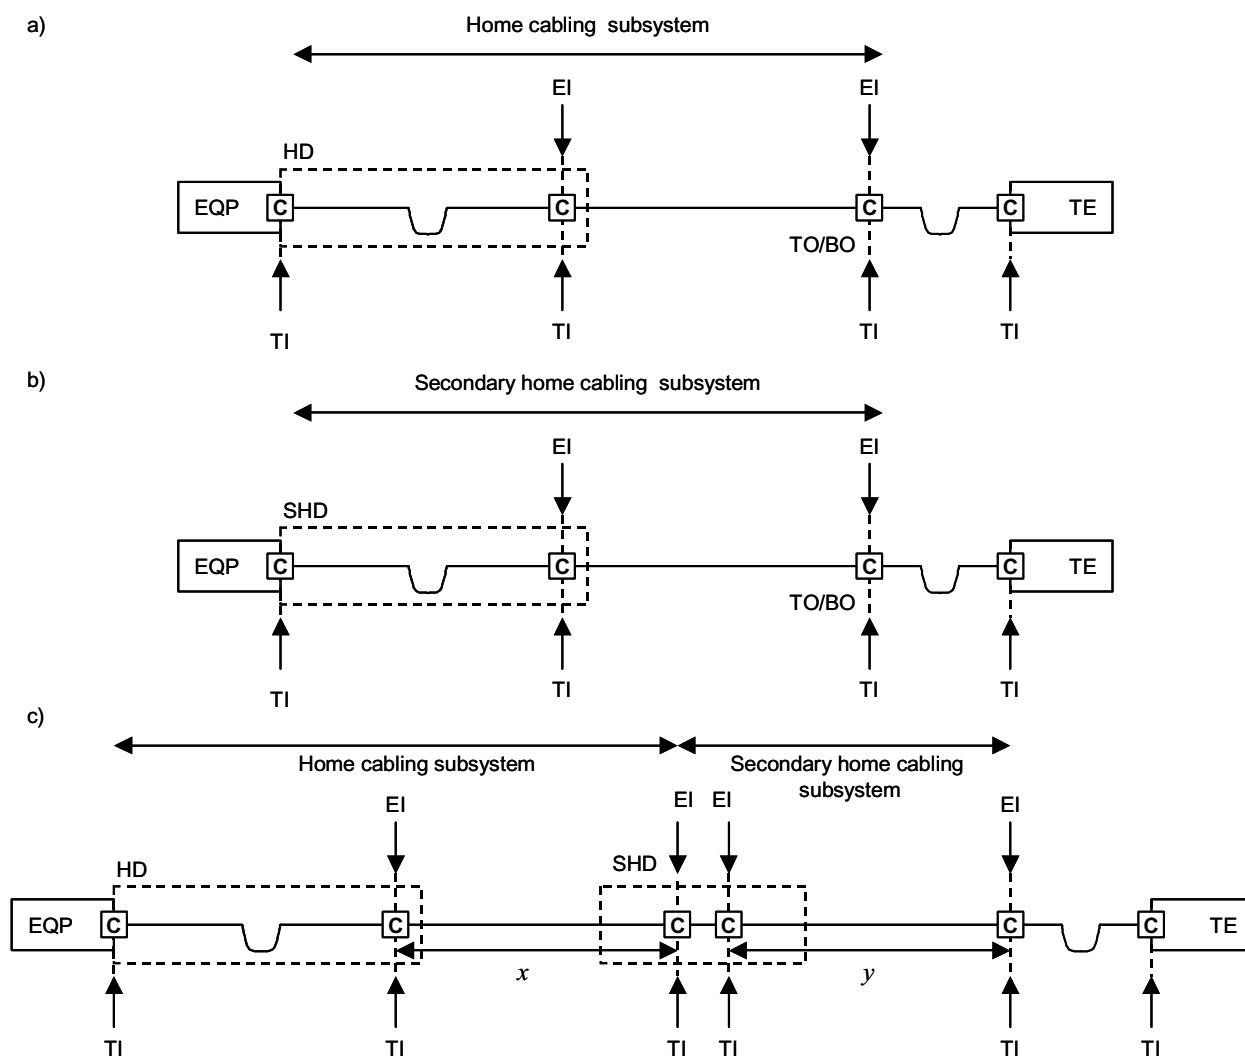 a)
Home cabling subsystem
EI EI
HD
EQP C C C C TE
TO/BO
TI TI TI TI
b)
Secondary home cabling subsystem
EI EI
SHD
EQP C C C C TE
TO/BO
TI TI TI TI
c)
Home cabling subsystem
Secondary home cabling
subsystem
EI EI EI EI
HD SHD
EQP C C C C C C TE
x y
TI TI TI TI TI TI